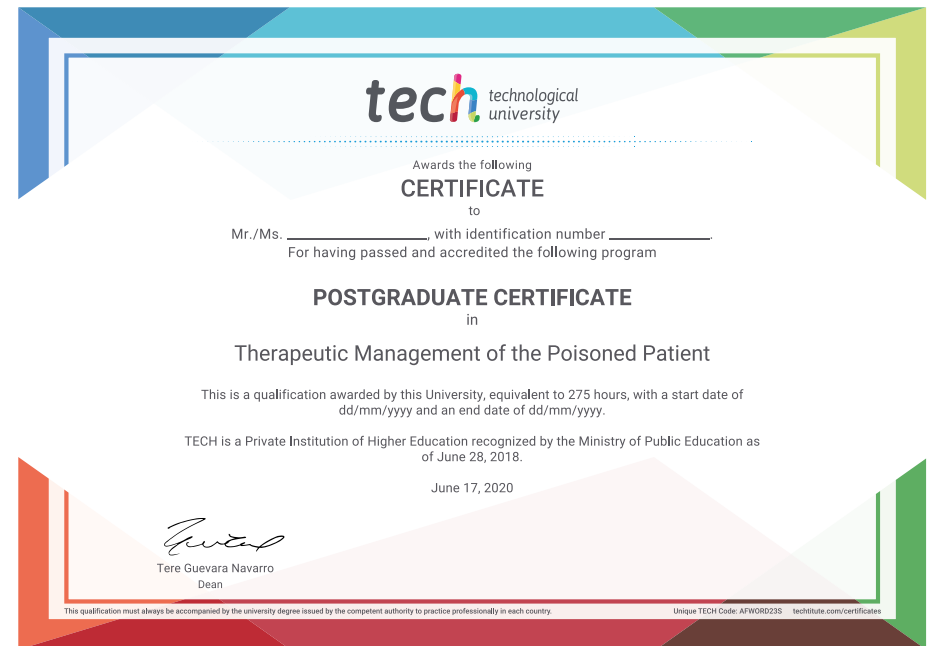 tech technological
university
Awards the following
CERTIFICATE
to
Mr./Ms. ____________________, with identification number ______________.
For having passed and accredited the following program
POSTGRADUATE CERTIFICATE
in
Therapeutic Management of the Poisoned Patient
This is a qualification awarded by this University, equivalent to 275 hours, with a start date of
dd/mm/yyyy and an end date of dd/mm/yyyy.
TECH is a Private Institution of Higher Education recognized by the Ministry of Public Education as
of June 28, 2018.
June 17, 2020
Tere Guevara Navarro
Dean
This qualification must always be accompanied by the university degree issued by the competent authority to practice professionally in each country. Unique TECH Code: AFWORD23S techtitute.com/certificates